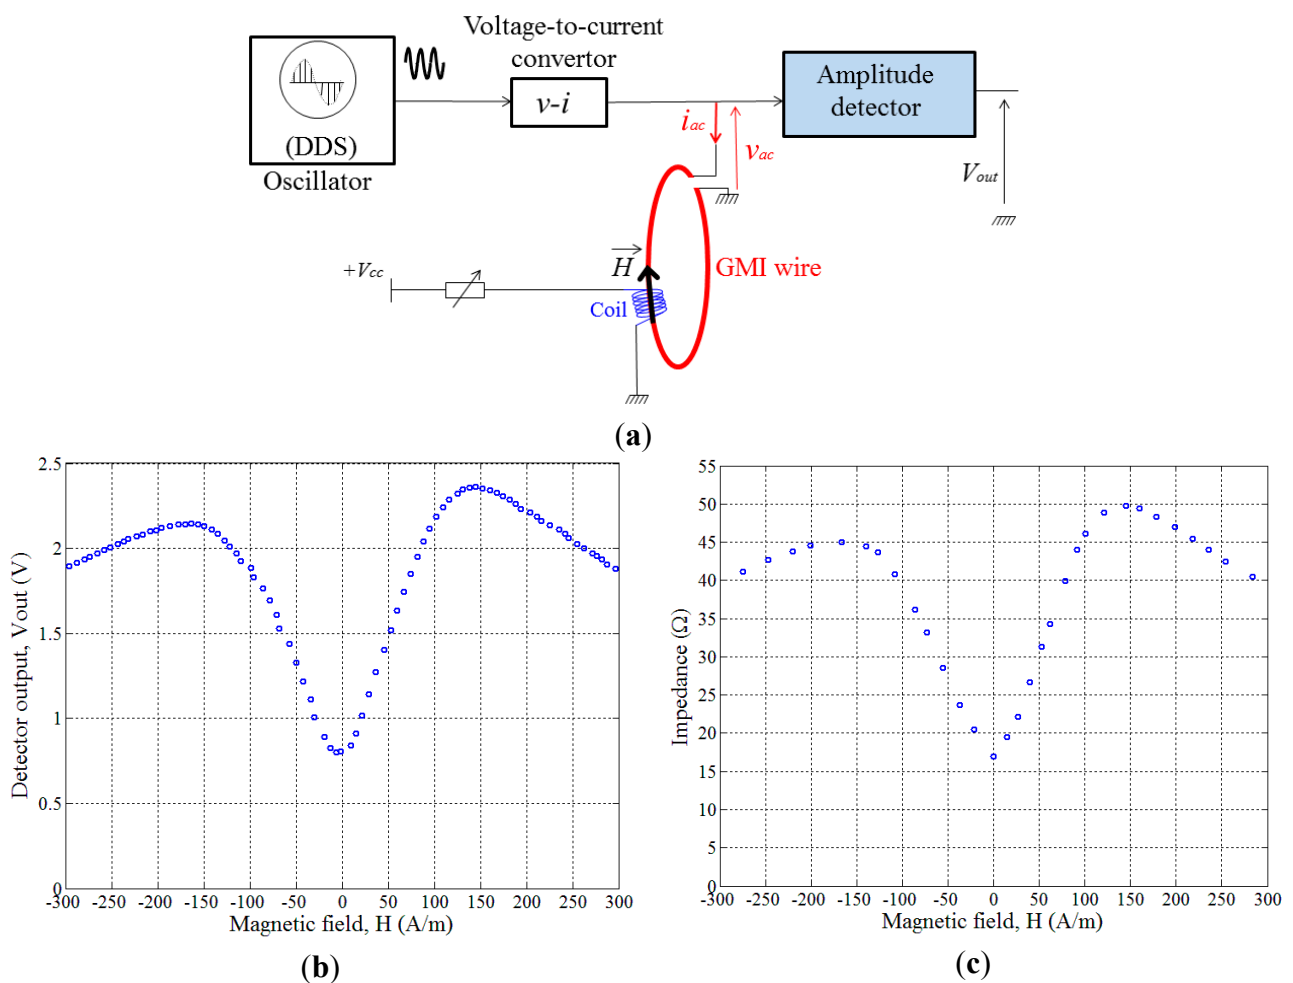 Voltage-to-current
convertor
(DDS)
Oscillator
v-i
Amplitude
detector
iac
vac
Vout
H
GMI wire
+Vcc
Coil
(a)
2.5
2
1.5
1
0.5
0
Detector output, Vout (V)
-300 -250 -200 -150 -100 -50 0 50 100 150 200 250 300
Magnetic field, H (A/m)
(b)
55
50
45
40
35
30
25
20
15
10
5
0
Impedance (Ω)
-300 -250 -200 -150 -100 -50 0 50 100 150 200 250 300
Magnetic field, H (A/m)
(c)